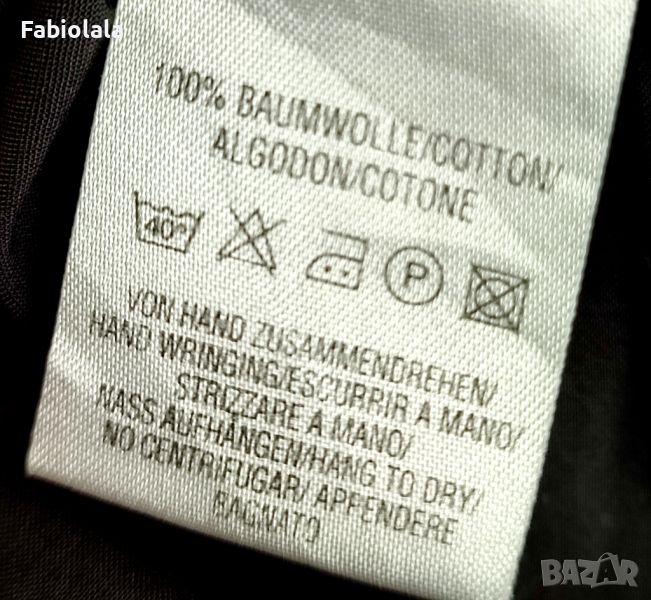 Fabiolala
100% BAUMWOLLE/COTTON/
ALGODON/COTONE
40° P
VON HAND ZUSAMMENDREHEN/
HAND WRINGING/ESCURRIR A MANO/
STRIZZARE A MANO/
NASS AUFHÄNGEN/HANG TO DRY/
NO CENTRIFUGAR/ APPENDERE
BAGNATO
BAZAR